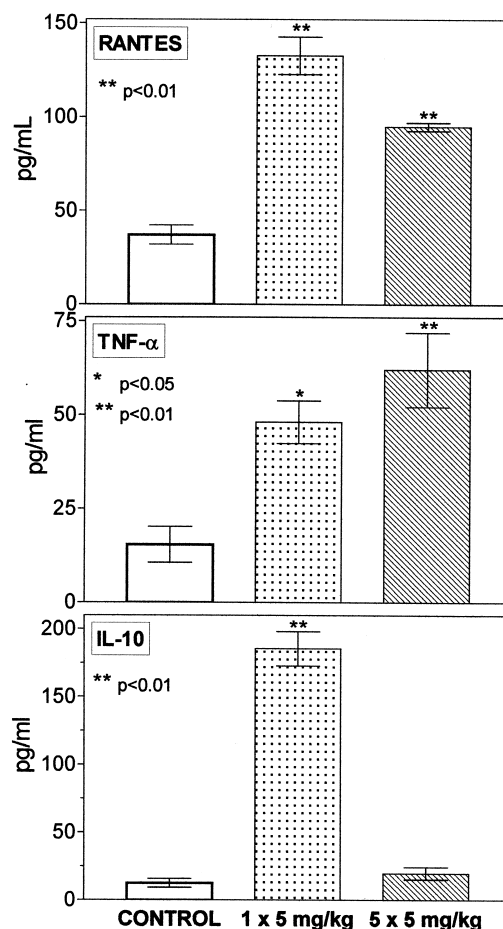 150
RANTES
** p<0.01
**
**
100
pg/mL
50
0
75
TNF-α
* p<0.05
** p<0.01
*
**
50
pg/ml
25
0
200
IL-10
** p<0.01
**
150
200
pg/ml
50
0
CONTROL 1 x 5 mg/kg 5 x 5 mg/kg